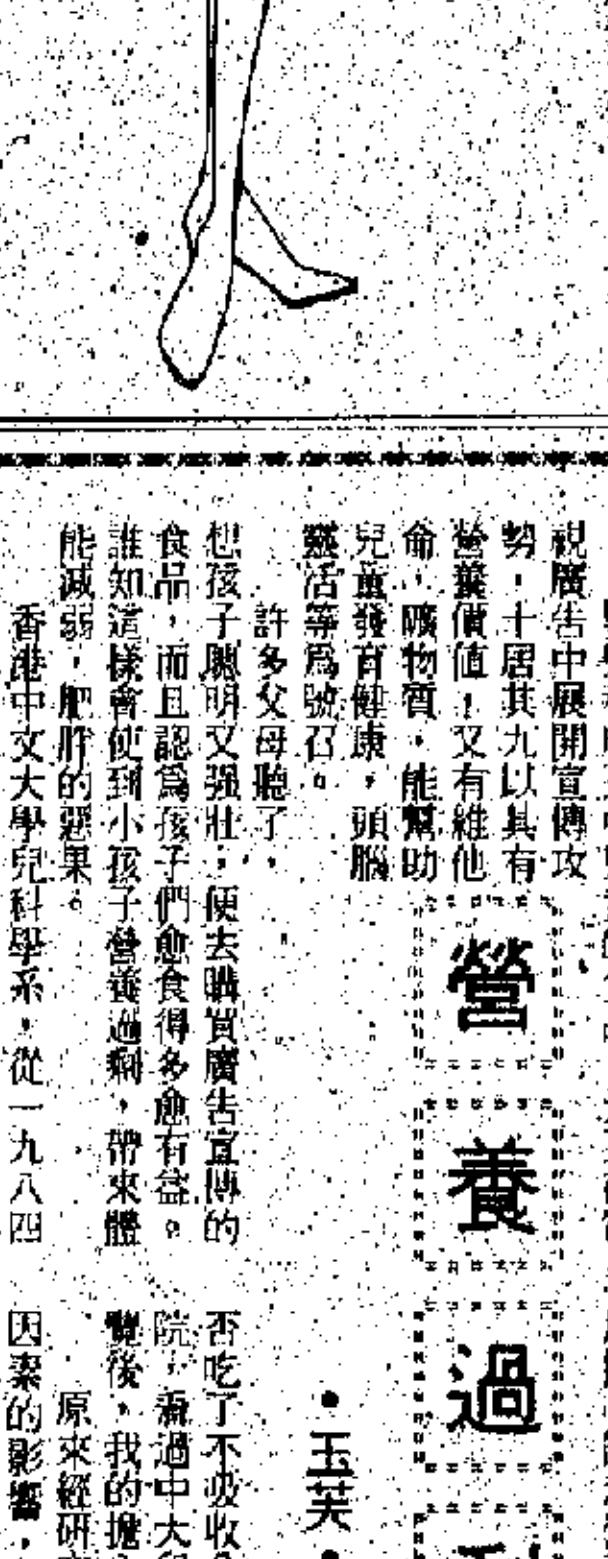 視廣告中展開宣傳攻
勢，十居其九以其有
營養價值！又有維他
命，礦物質，能幫助
兒童發育健康，頭腦
靈活等爲號召。
許多父母聽了，
想孩子聰明又强壯，便去購買廣告宣傳的
食品，而且認爲孩子們愈食得多愈有益。
誰知這樣會使到小孩子營養過剩，帶來體
能減弱，肥胖的惡果。
香港中文大學兒科學系，從一九八四
營養過
•玉芙•
否吃了不吸收
院，看過中大
覽後，我的擔
原來經研
因素的影響，